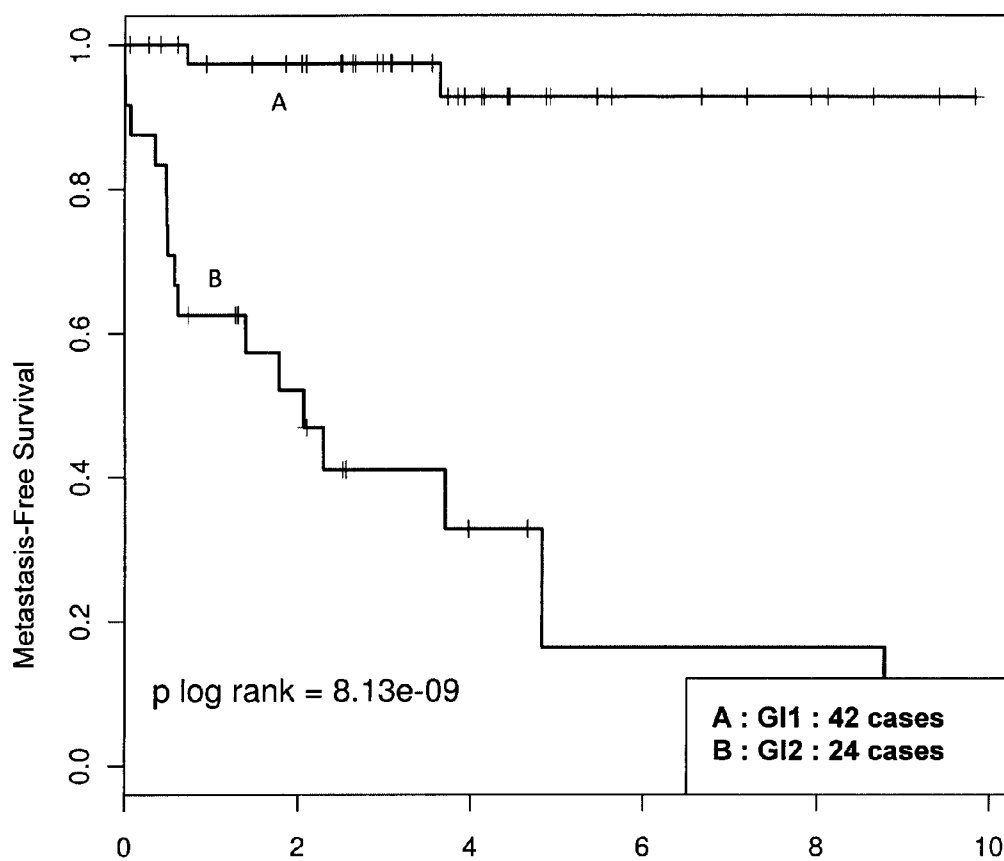 1.0
0.8
0.6
0.4
0.2
0.0
Metastasis-Free Survival
A
B
p log rank = 8.13e-09
A : GI1 : 42 cases
B : GI2 : 24 cases
0 2 4 6 8 10